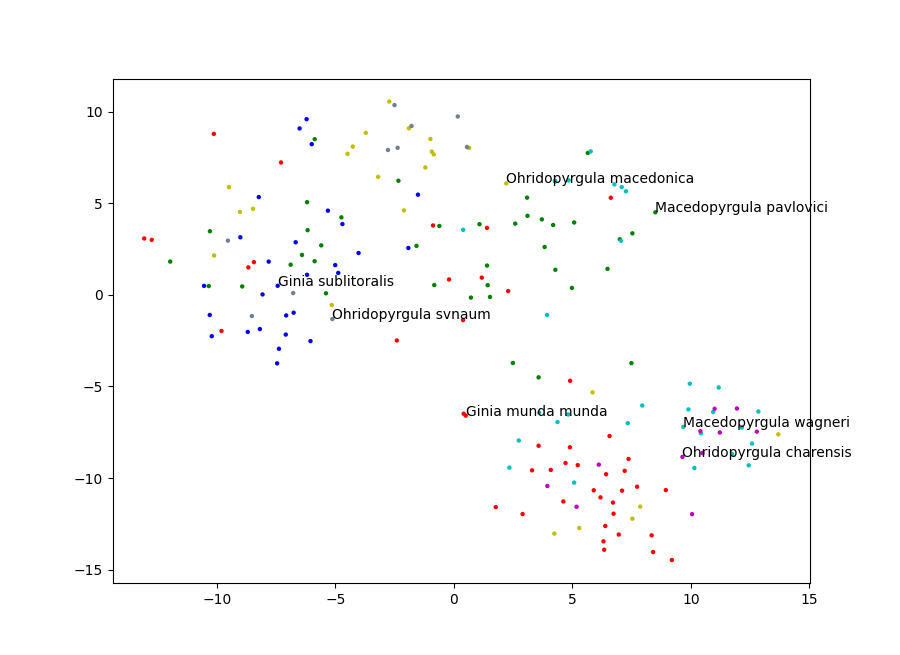 10
5
0
−5
−10
−15
Ohridopyrgula macedonica
Macedopyrgula pavlovici
Ginia sublitoralis
Ohridopyrgula svnaum
Ginia munda munda
Macedopyrgula wagneri
Ohridopyrgula charensis
−10 −5 0 5 10 15